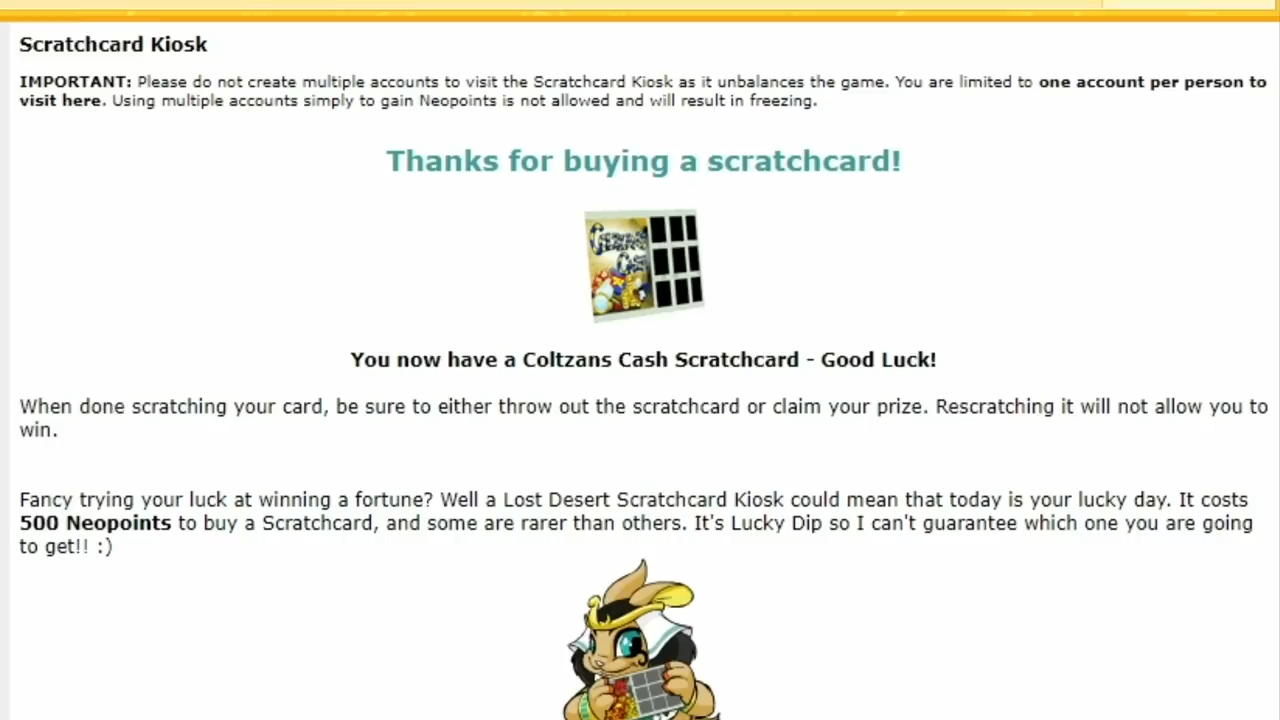 Scratchcard Kiosk
IMPORTANT: Please do not create multiple accounts to visit the Scratchcard Kiosk as it unbalances the game. You are limited to one account per person to
visit here. Using multiple accounts simply to gain Neopoints is not allowed and will result in freezing.
Thanks for buying a scratchcard!
You now have a Coltzans Cash Scratchcard - Good Luck!
When done scratching your card, be sure to either throw out the scratchcard or claim your prize. Rescratching it will not allow you to
win.
Fancy trying your luck at winning a fortune? Well a Lost Desert Scratchcard Kiosk could mean that today is your lucky day. It costs
500 Neopoints to buy a Scratchcard, and some are rarer than others. It's Lucky Dip so I can't guarantee which one you are going
to get!! :)